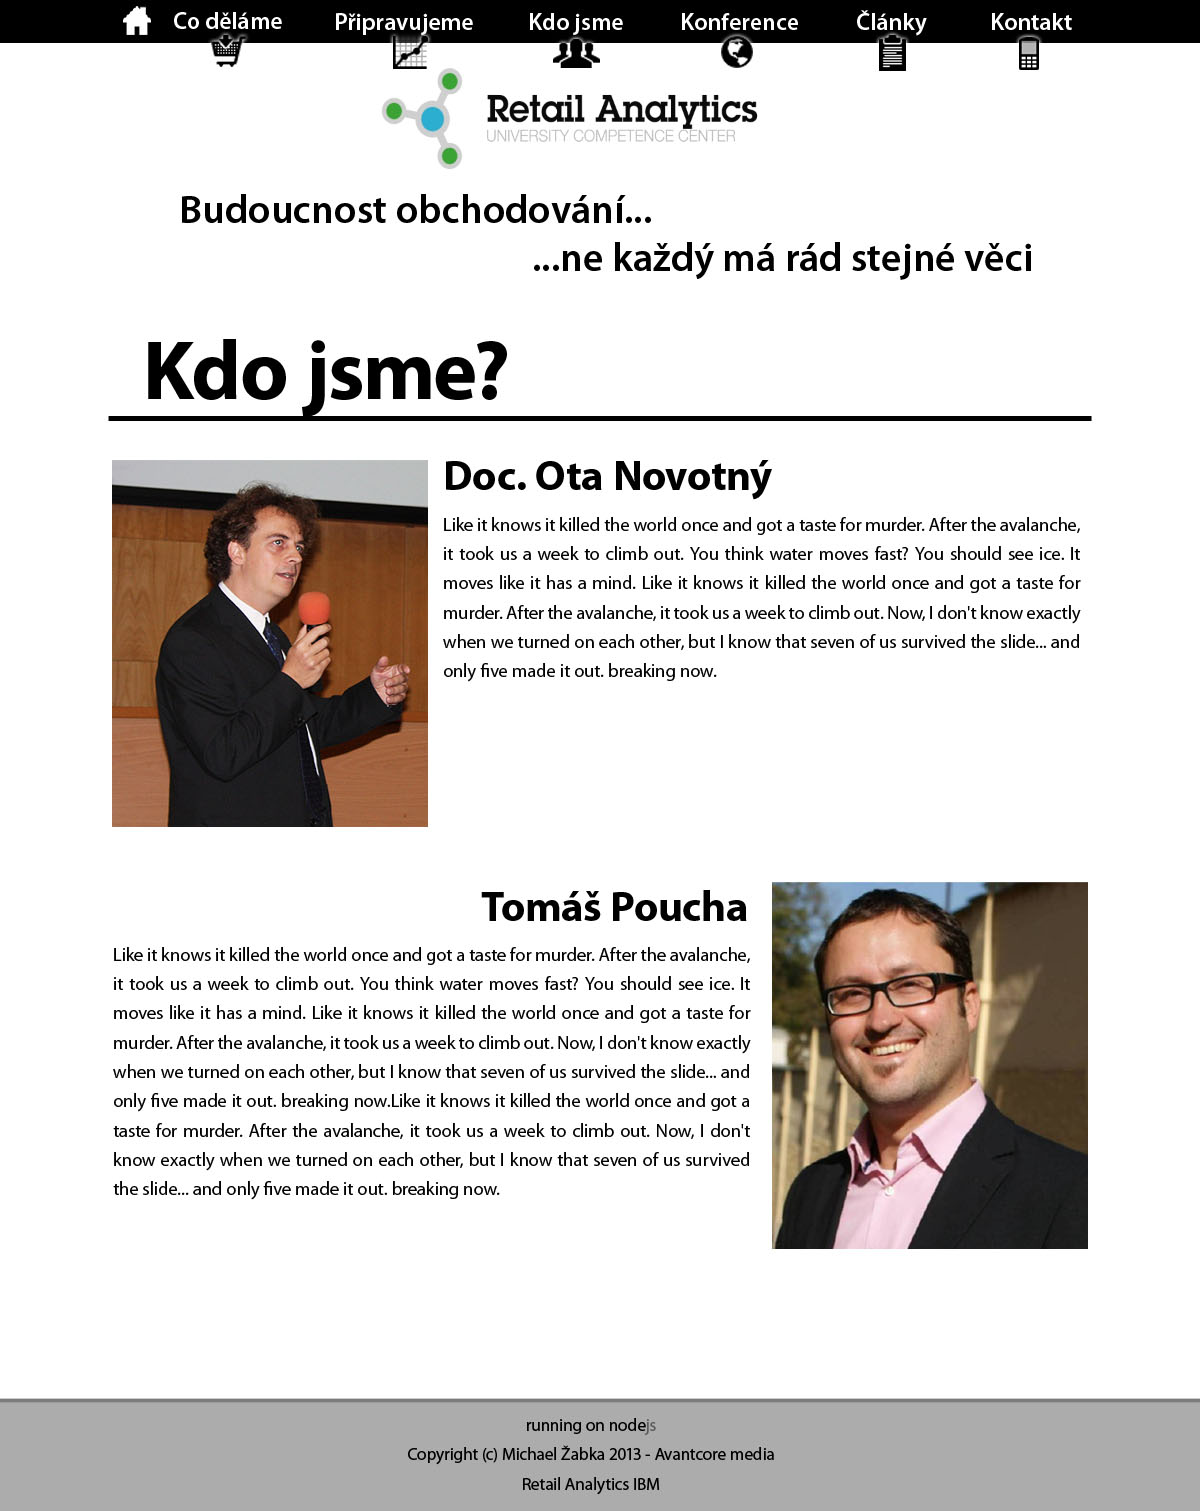 Co děláme Připravujeme Kdo jsme Konference Články Kontakt
Retail Analytics
UNIVERSITY COMPETENCE CENTER
Budoucnost obchodování...
...ne každý má rád stejné věci
Kdo jsme?
Doc. Ota Novotný
Like it knows it killed the world once and got a taste for murder. After the avalanche,
it took us a week to climb out. You think water moves fast? You should see ice. It
moves like it has a mind. Like it knows it killed the world once and got a taste for
murder. After the avalanche, it took us a week to climb out. Now, I don't know exactly
when we turned on each other, but I know that seven of us survived the slide... and
only five made it out. breaking now.
Tomáš Poucha
Like it knows it killed the world once and got a taste for murder. After the avalanche,
it took us a week to climb out. You think water moves fast? You should see ice. It
moves like it has a mind. Like it knows it killed the world once and got a taste for
murder. After the avalanche, it took us a week to climb out. Now, I don't know exactly
when we turned on each other, but I know that seven of us survived the slide... and
only five made it out. breaking now.Like it knows it killed the world once and got a
taste for murder. After the avalanche, it took us a week to climb out. Now, I don't
know exactly when we turned on each other, but I know that seven of us survived
the slide... and only five made it out. breaking now.
running on nodejs
Copyright (c) Michael Žabka 2013 - Avantcore media
Retail Analytics IBM